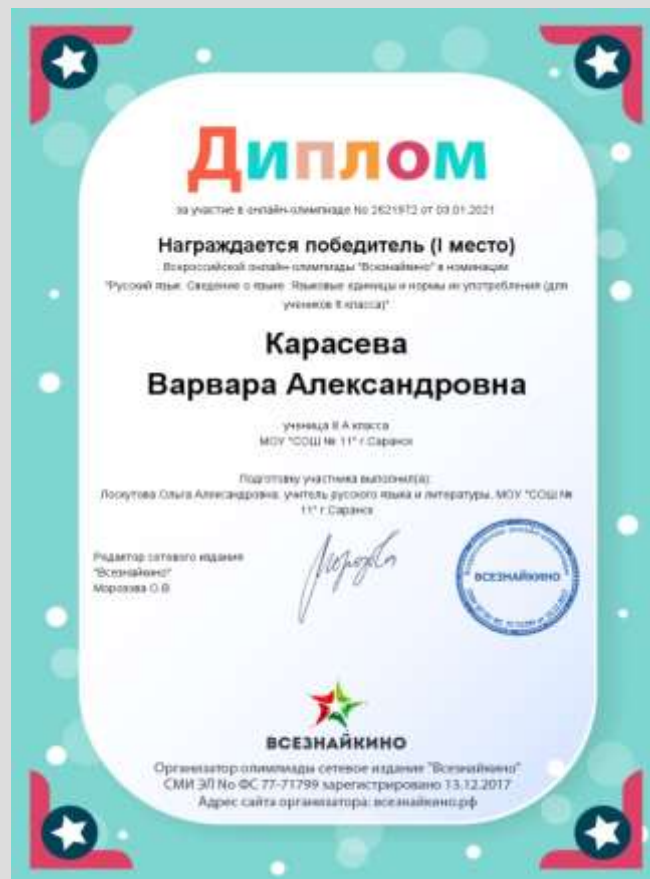 Диплом
за участие в онлайн-олимпиаде No 2621972 от 03.01.2021
Награждается победитель (I место)
Всероссийской онлайн-олимпиады "Всезнайкино" в номинации
"Русский язык. Сведение о языке. Языковые единицы и нормы их употребления (для
учеников 8 класса)"
Карасева
Варвара Александровна
ученица 8 А класса
МОУ "СОШ № 11" г.Саранск
Подготовку участника выполнил(а):
Лоскутова Ольга Александровна, учитель русского языка и литературы, МОУ "СОШ №
11" г.Саранск
Редактор сетевого издания
"Всезнайкино"
Морозова О.В.
ВСЕЗНАЙКИНО
ВСЕЗНАЙКИНО
Организатор олимпиады сетевое издание "Всезнайкино"
СМИ ЭЛ No ФС 77-71799 зарегистрировано 13.12.2017
Адрес сайта организатора: всезнайкино.рф